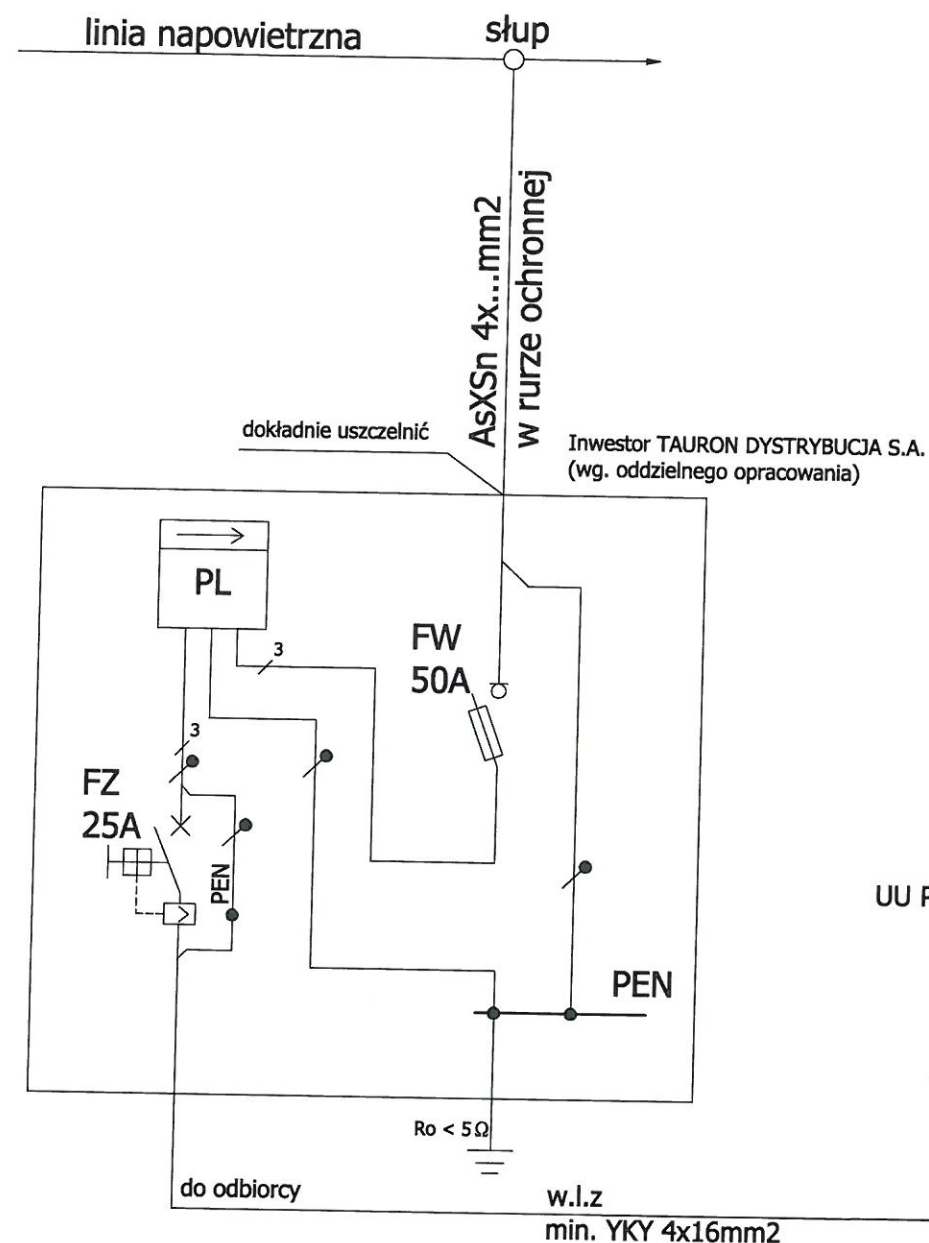 linia napowietrzna
słup
AsXSn 4x...mm2
w rurze ochronnej
dokładnie uszczelnić
Inwestor TAURON DYSTRYBUCJA S.A.
(wg. oddzielnego opracowania)
PL
3
FW
50A
3
FZ
25A
PEN
UU
PEN
Ro < 5Ω
do odbiorcy
w.l.z
min. YKY 4x16mm2